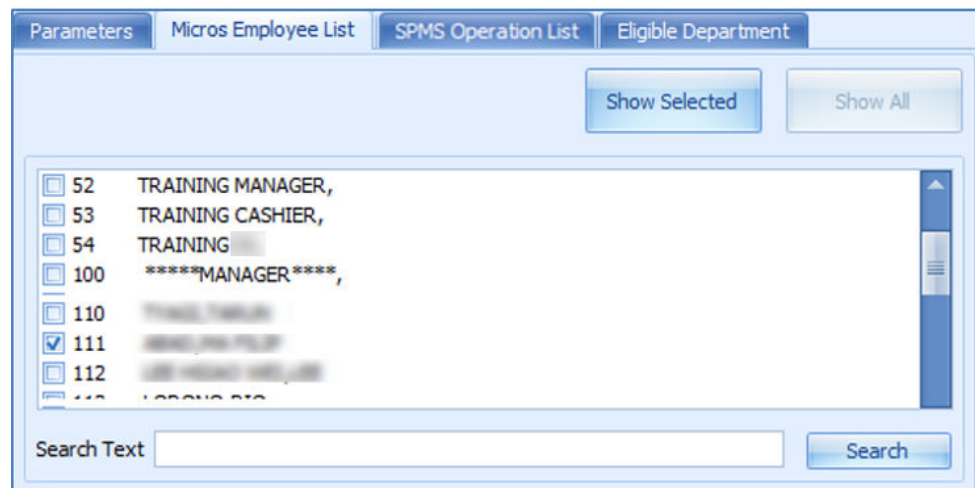 Parameters Micros Employee List SPMS Operation List Eligible Department
Show Selected Show All
52 TRAINING MANAGER,
53 TRAINING CASHIER,
54 TRAINING
100 *****MANAGER****,
110
111
112
Search Text Search